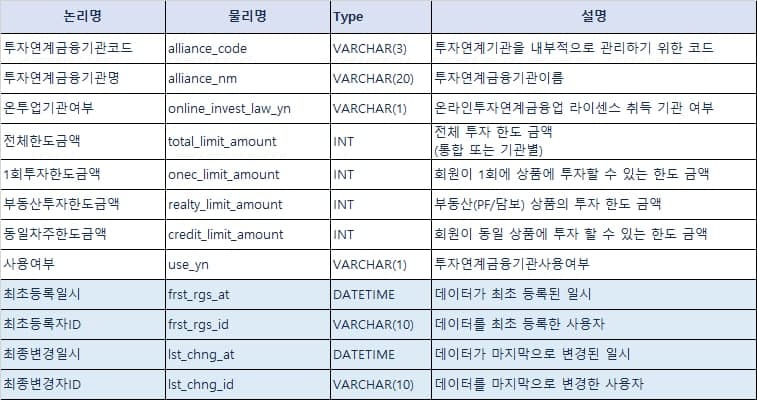 논리명 물리명 Type 설명
투자연계금융기관코드 alliance_code VARCHAR(3) 투자연계기관을 내부적으로 관리하기 위한 코드
투자연계금융기관명 alliance_nm VARCHAR(20) 투자연계금융기관이름
온투업기관여부 online_invest_law_yn VARCHAR(1) 온라인투자연계금융업 라이센스 취득 기관 여부
전체한도금액 total_limit_amount INT 전체 투자 한도 금액
(통합 또는 기관별)
1회투자한도금액 onec_limit_amount INT 회원이 1회에 상품에 투자할 수 있는 한도 금액
부동산투자한도금액 realty_limit_amount INT 부동산(PF/담보) 상품의 투자 한도 금액
동일차주한도금액 credit_limit_amount INT 회원이 동일 상품에 투자 할 수 있는 한도 금액
사용여부 use_yn VARCHAR(1) 투자연계금융기관사용여부
최초등록일시 frst_rgs_at DATETIME 데이터가 최초 등록된 일시
최초등록자ID frst_rgs_id VARCHAR(10) 데이터를 최초 등록한 사용자
최종변경일시 lst_chng_at DATETIME 데이터가 마지막으로 변경된 일시
최종변경자ID lst_chng_id VARCHAR(10) 데이터를 마지막으로 변경한 사용자